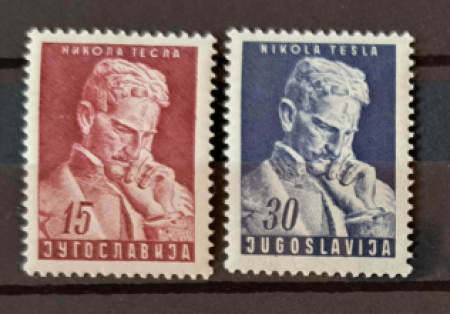 НИКОЛА ТЕСЛА
15
ЈУГОСЛАВИЈА
NIKOLA TESLA
30
JUGOSLAVIJA